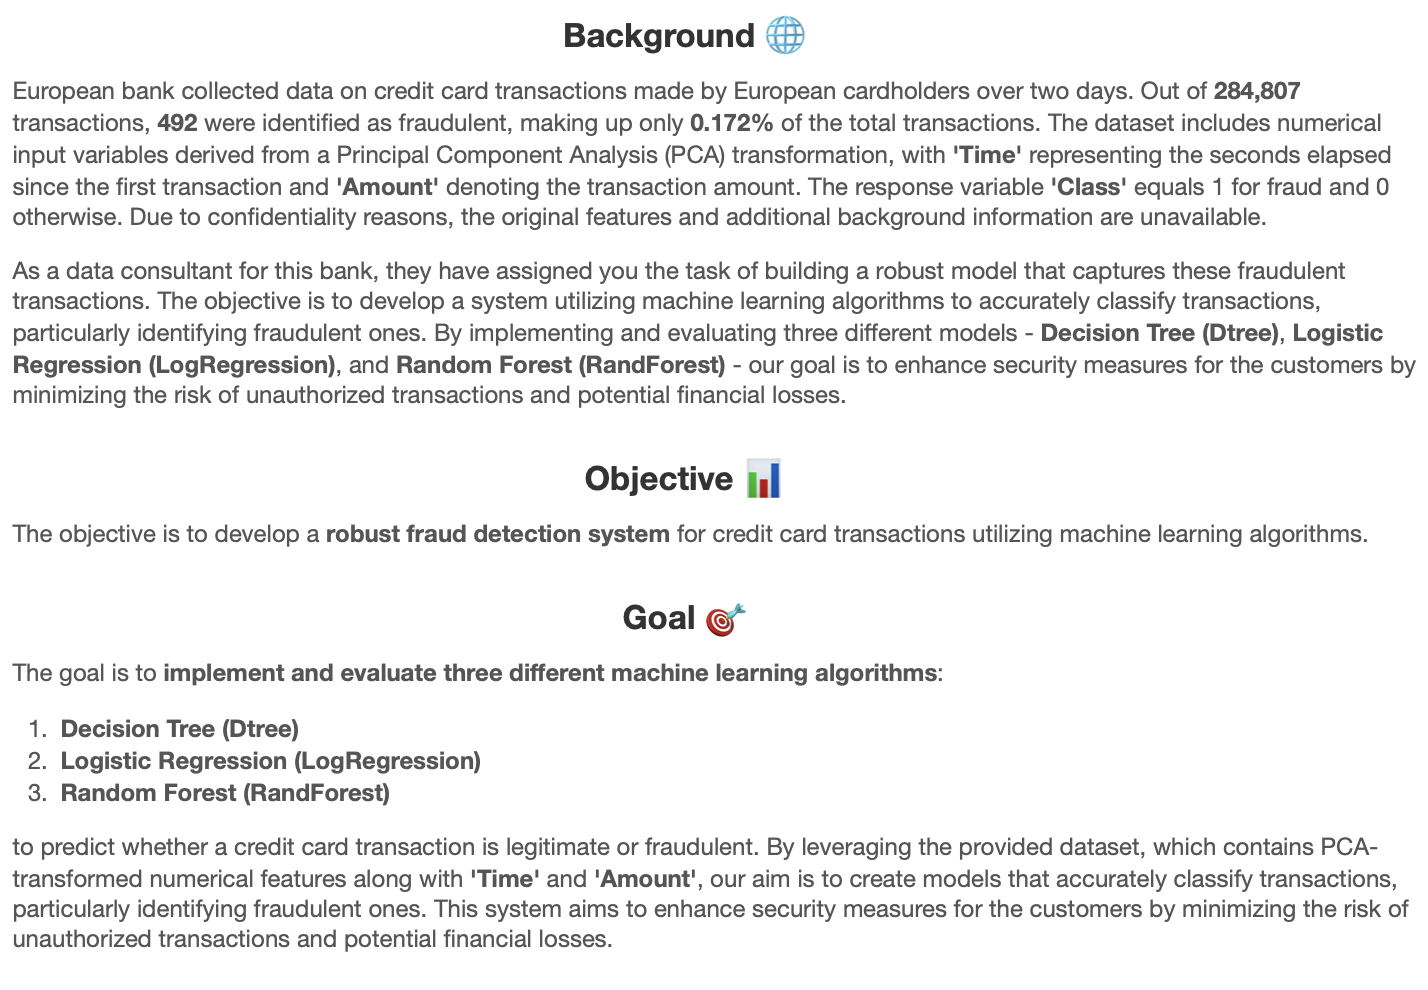 Background 🌐
European bank collected data on credit card transactions made by European cardholders over two days. Out of 284,807
transactions, 492 were identified as fraudulent, making up only 0.172% of the total transactions. The dataset includes numerical
input variables derived from a Principal Component Analysis (PCA) transformation, with 'Time' representing the seconds elapsed
since the first transaction and 'Amount' denoting the transaction amount. The response variable 'Class' equals 1 for fraud and 0
otherwise. Due to confidentiality reasons, the original features and additional background information are unavailable.
As a data consultant for this bank, they have assigned you the task of building a robust model that captures these fraudulent
transactions. The objective is to develop a system utilizing machine learning algorithms to accurately classify transactions,
particularly identifying fraudulent ones. By implementing and evaluating three different models - Decision Tree (Dtree), Logistic
Regression (LogRegression), and Random Forest (RandForest) - our goal is to enhance security measures for the customers by
minimizing the risk of unauthorized transactions and potential financial losses.
Objective 📊
The objective is to develop a robust fraud detection system for credit card transactions utilizing machine learning algorithms.
Goal 🎯
The goal is to implement and evaluate three different machine learning algorithms:
1. Decision Tree (Dtree)
2. Logistic Regression (LogRegression)
3. Random Forest (RandForest)
to predict whether a credit card transaction is legitimate or fraudulent. By leveraging the provided dataset, which contains PCA-
transformed numerical features along with 'Time' and 'Amount', our aim is to create models that accurately classify transactions,
particularly identifying fraudulent ones. This system aims to enhance security measures for the customers by minimizing the risk of
unauthorized transactions and potential financial losses.